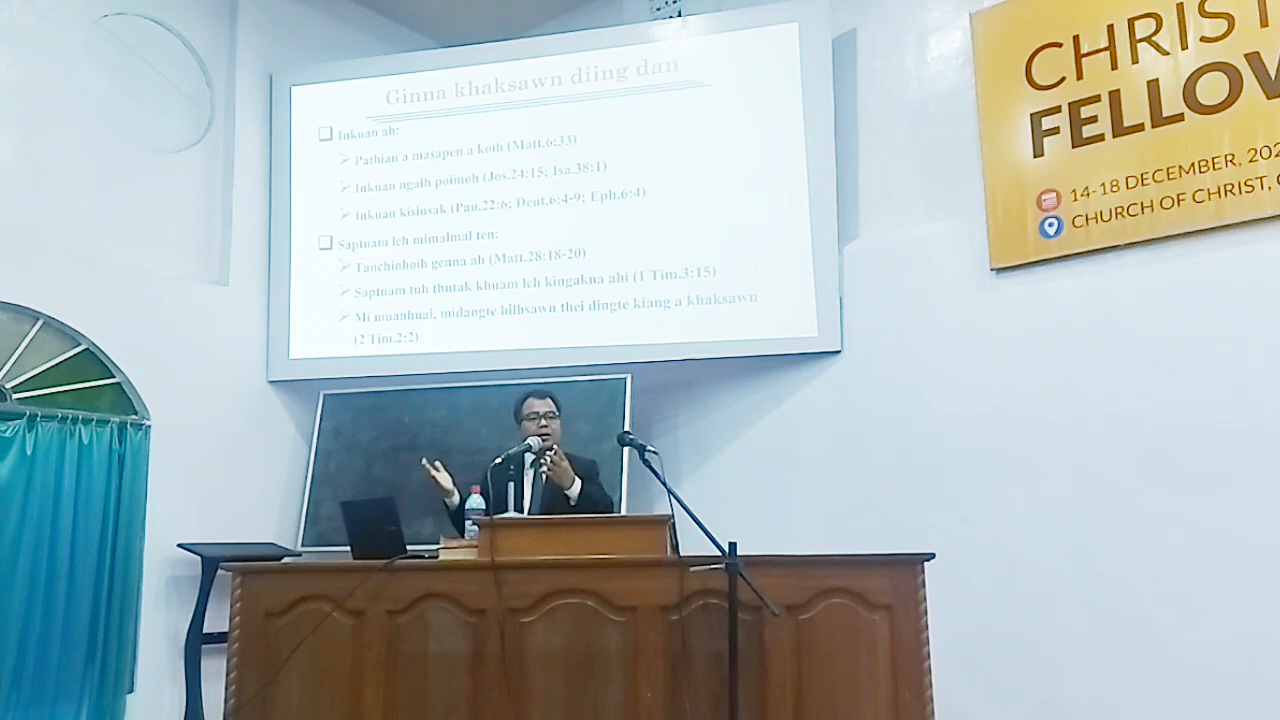 Ginna khaksawn diing dan
Inkuan ah:
Pathian a masapen a koih (Matt.6:33)
Inkuan ngaih poimoh (Jos.24:15; Isa.38:1)
Inkuan kisinsak (Pau.22:6; Deut.6:4-9; Eph.6:4)
Saptuam leh mimalmal ten:
Tanchinhoih genna ah (Matt.28:18-20)
Saptuam tuh thutak khuam leh kingakna ahi (1 Tim.3:15)
Mi muanhuai, midangte hilhsawn thei dingte kiang a khaksawn
(2 Tim.2:2)
CHRIST
FELLOW
14-18 DECEMBER, 202
CHURCH OF CHRIST,